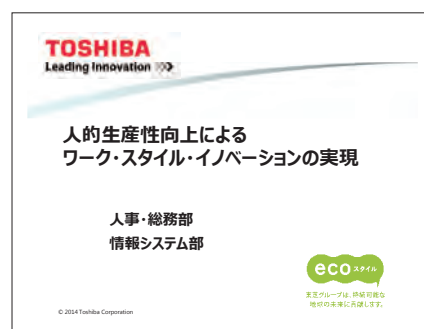 TOSHIBA
Leading Innovation >>>
人的生産性向上による
ワーク・スタイル・イノベーションの実現
人事・総務部
情報システム部
eco スタイル
東芝グループは、持続可能な
地球の未来に貢献します。
© 2014 Toshiba Corporation